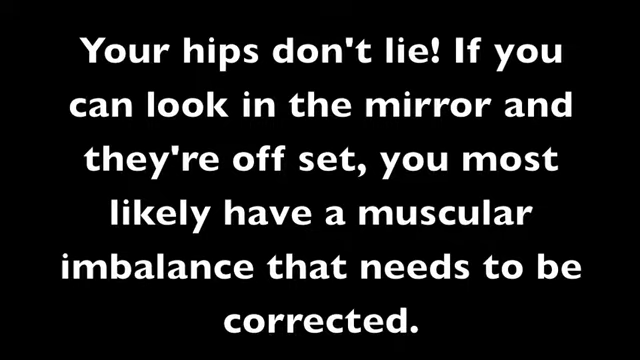 Your hips don't lie! If you
can look in the mirror and
they're off set, you most
likely have a muscular
imbalance that needs to be
corrected.